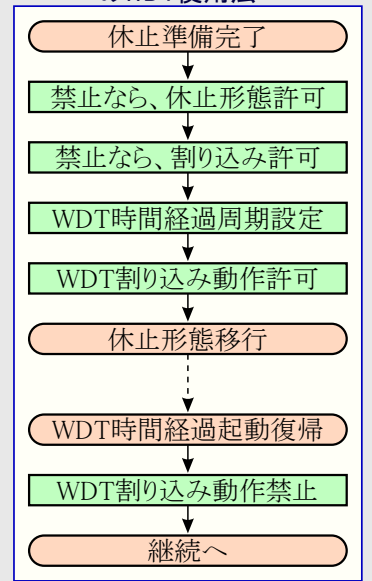 休止準備完了
禁止なら、休止形態許可
禁止なら、割り込み許可
WDT時間経過周期設定
WDT割り込み動作許可
休止形態移行
WDT時間経過起動復帰
WDT割り込み動作禁止
継続へ